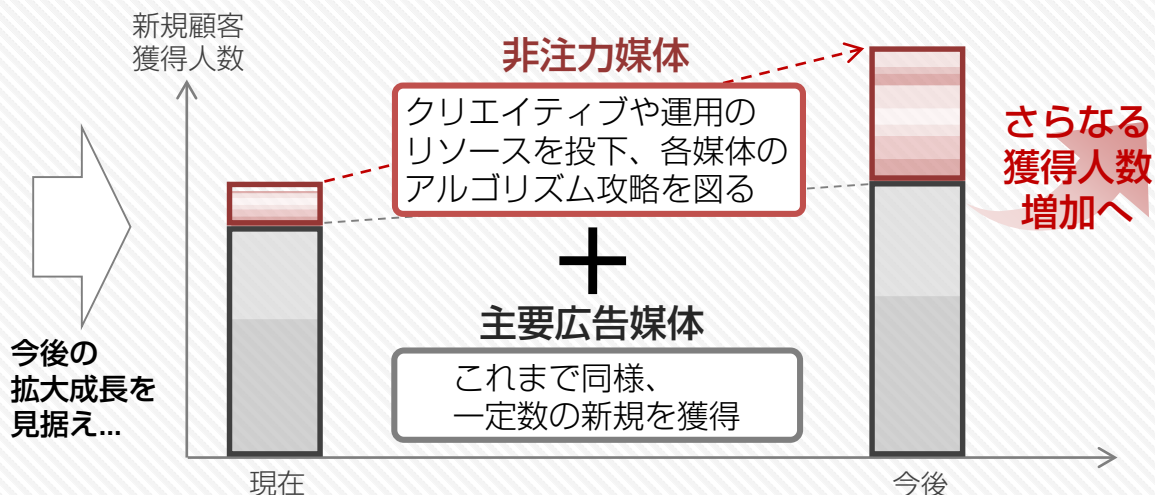 新規顧客
獲得人数
非注力媒体
クリエイティブや運用の
リソースを投下、各媒体の
アルゴリズム攻略を図る
+
主要広告媒体
これまで同様、
一定数の新規を獲得
さらなる
獲得人数
増加へ
今後の
拡大成長を
見据え...
現在
今後